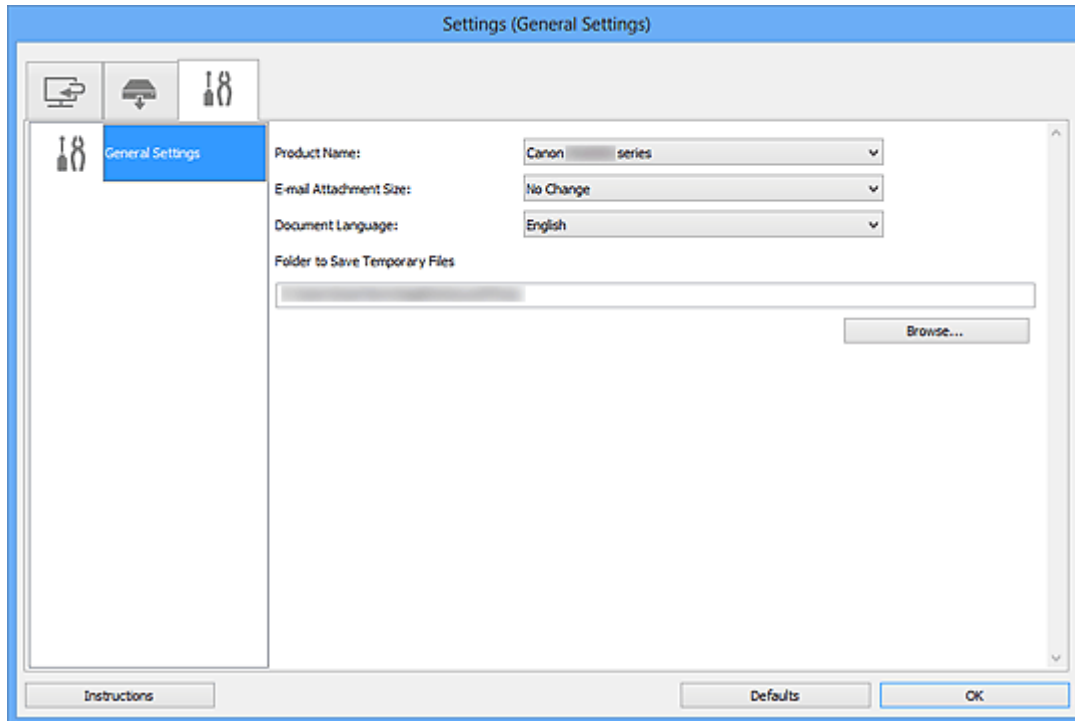 Settings (General Settings)
General Settings
Product Name:
Canon series
E-mail Attachment Size:
No Change
Document Language:
English
Folder to Save Temporary Files
Browse...
Instructions
Defaults
OK